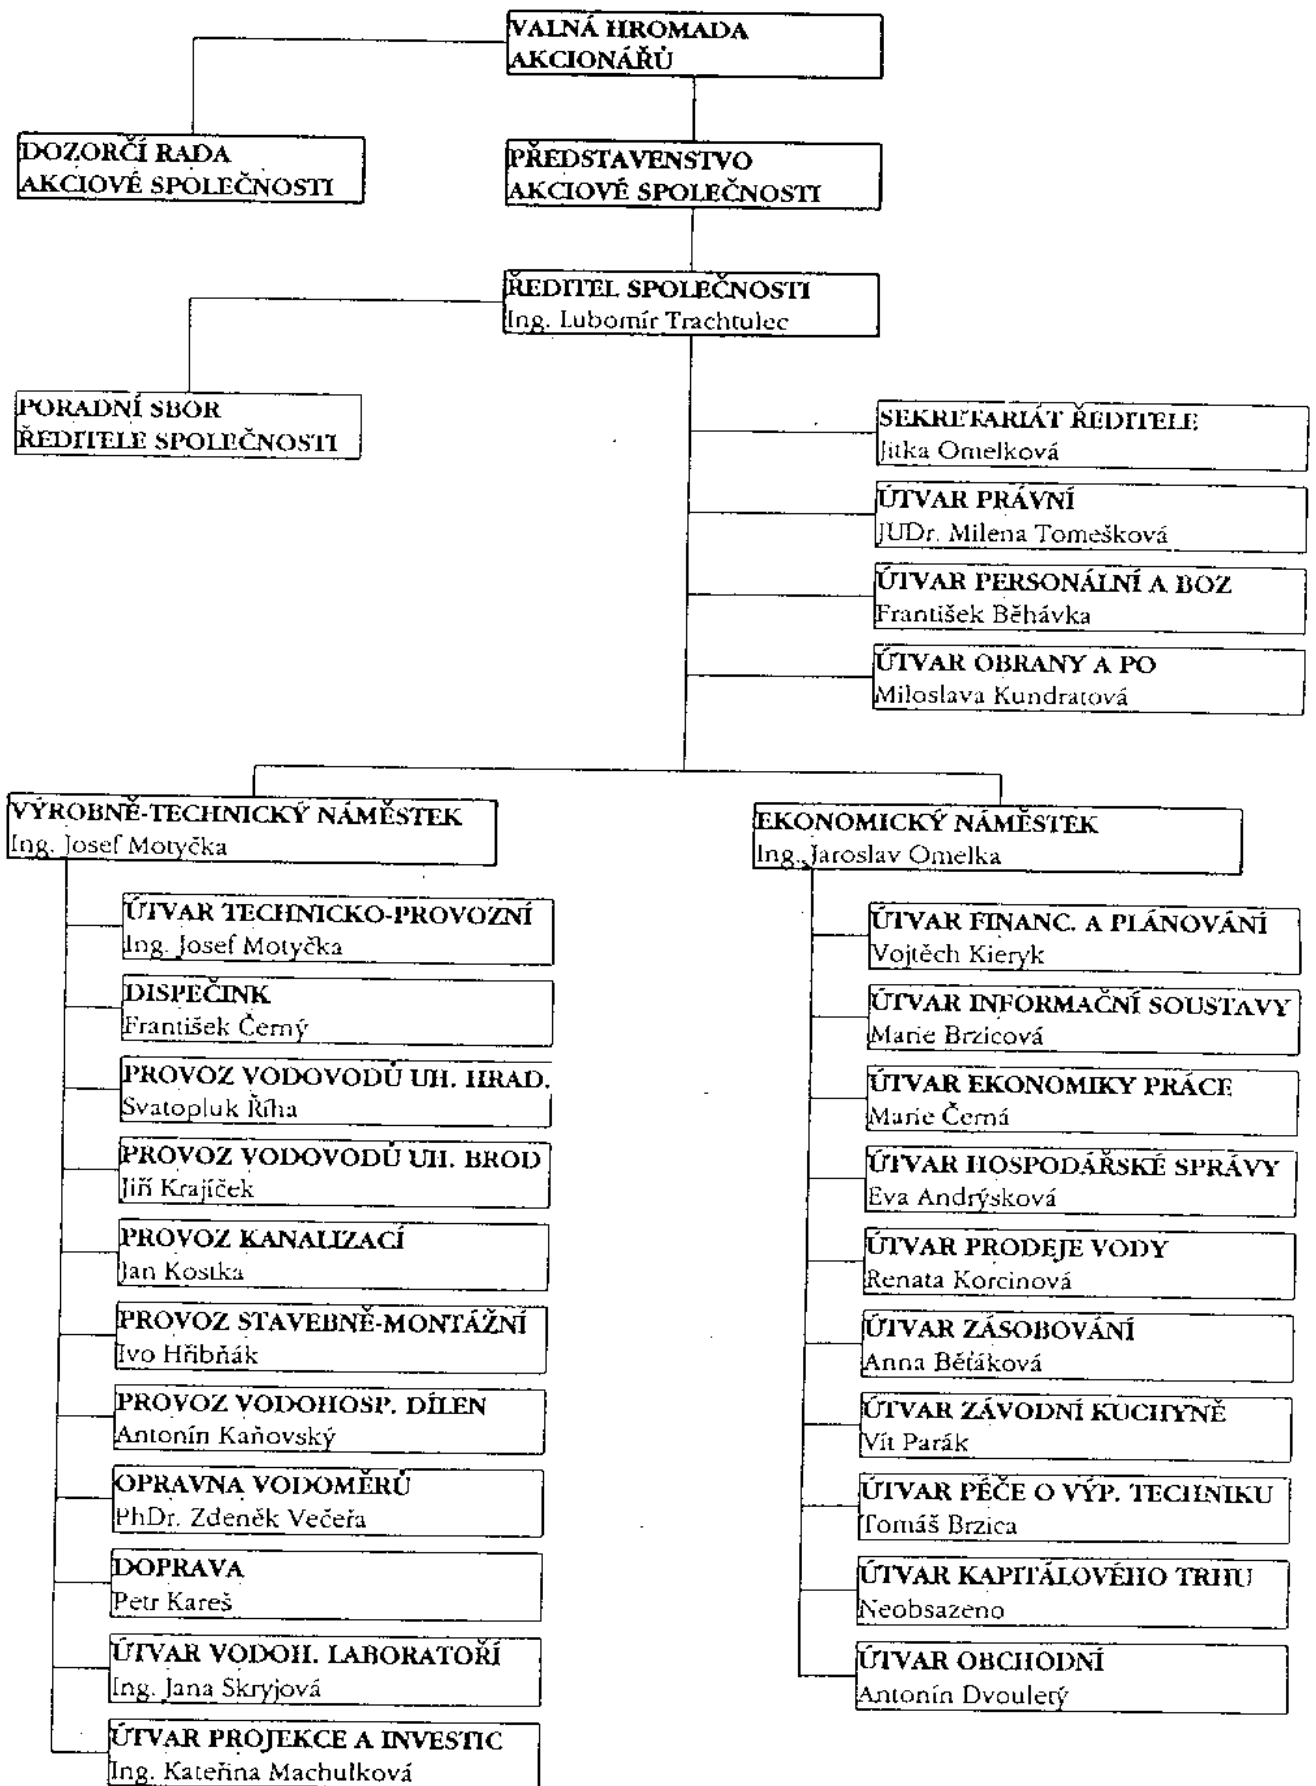 VALNÁ HROMADA
AKCIONÁŘŮ
DOZORČÍ RADA
AKCIOVÉ SPOLEČNOSTI
PŘEDSTAVENSTVO
AKCIOVÉ SPOLEČNOSTI
ŘEDITEL SPOLEČNOSTI
Ing. Lubomír Trachtulec
PORADNÍ SBOR
ŘEDITELE SPOLEČNOSTI
SEKRETARIÁT ŘEDITELE
Jitka Omelková
ÚTVAR PRÁVNÍ
JUDr. Milena Tomešková
ÚTVAR PERSONÁLNÍ A BOZ
František Běhávka
ÚTVAR OBRANY A PO
Miloslava Kundratová
VÝROBNĚ-TECHNICKÝ NÁMĚSTEK
Ing. Josef Motyčka
ÚTVAR TECHNICKO-PROVOZNÍ
Ing. Josef Motyčka
DISPEČINK
František Černý
PROVOZ VODOVODŮ UH. HRAD.
Svatopluk Říha
PROVOZ VODOVODŮ UH. BROD
Jiří Krajíček
PROVOZ KANALIZACÍ
Jan Kostka
PROVOZ STAVEBNĚ-MONTÁŽNÍ
Ivo Hřibňák
PROVOZ VODOHOSP. DÍLEN
Antonín Kaňovský
OPRAVNA VODOMĚRŮ
PhDr. Zdeněk Večeřa
DOPRAVA
Petr Kareš
ÚTVAR VODOH. LABORATOŘÍ
Ing. Jana Skryjová
ÚTVAR PROJEKCE A INVESTIC
Ing. Kateřina Machulková
EKONOMICKÝ NÁMĚSTEK
Ing. Jaroslav Omelka
ÚTVAR FINANC. A PLÁNOVÁNÍ
Vojtěch Kieryk
ÚTVAR INFORMAČNÍ SOUSTAVY
Marie Brzicová
ÚTVAR EKONOMIKY PRÁCE
Marie Černá
ÚTVAR HOSPODÁŘSKÉ SPRÁVY
Eva Andrýsková
ÚTVAR PRODEJE VODY
Renata Korcinová
ÚTVAR ZÁSOBOVÁNÍ
Anna Běťáková
ÚTVAR ZÁVODNÍ KUCHYNĚ
Vít Parák
ÚTVAR PÉČE O VÝP. TECHNIKU
Tomáš Brzica
ÚTVAR KAPITÁLOVÉHO TRHU
Neobsazeno
ÚTVAR OBCHODNÍ
Antonín Dvouletý